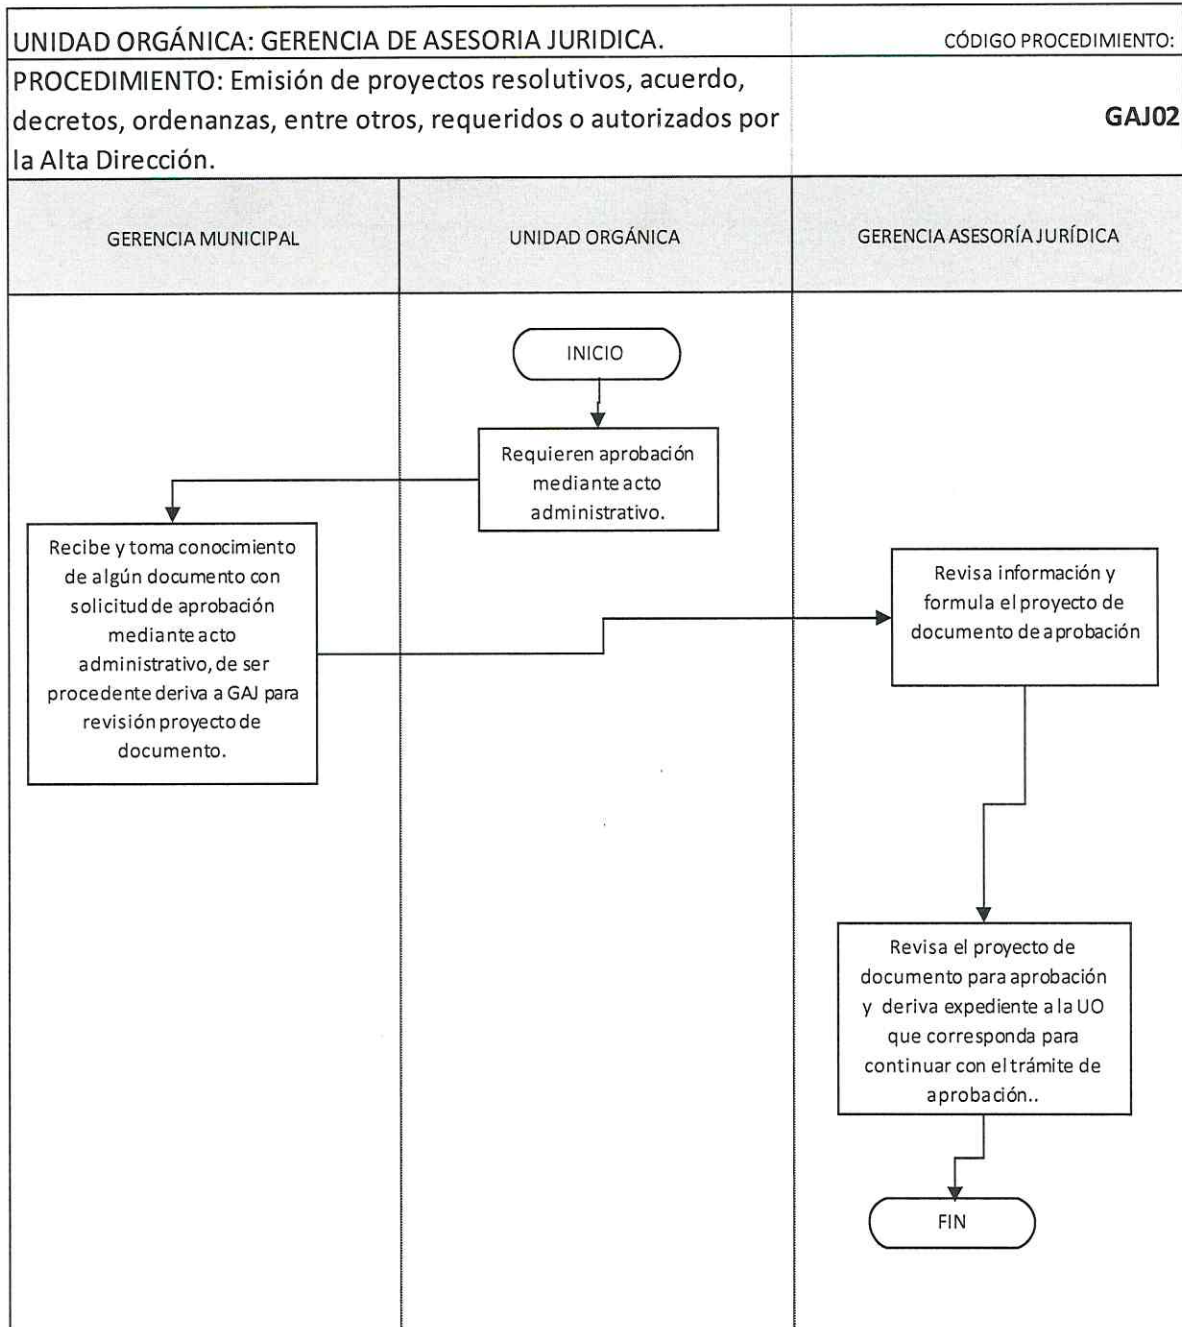 UNIDAD ORGÁNICA: GERENCIA DE ASESORIA JURIDICA.
CÓDIGO PROCEDIMIENTO:
PROCEDIMIENTO: Emisión de proyectos resolutivos, acuerdo,
decretos, ordenanzas, entre otros, requeridos o autorizados por
la Alta Dirección.
GAJ02
GERENCIA MUNICIPAL
UNIDAD ORGÁNICA
GERENCIA ASESORÍA JURÍDICA
INICIO
Requieren aprobación
mediante acto
administrativo.
Recibe y toma conocimiento
de algún documento con
solicitud de aprobación
mediante acto
administrativo, de ser
procedente deriva a GAJ para
revisión proyecto de
documento.
Revisa información y
formula el proyecto de
documento de aprobación
Revisa el proyecto de
documento para aprobación
y deriva expediente a la UO
que corresponda para
continuar con el trámite de
aprobación..
FIN